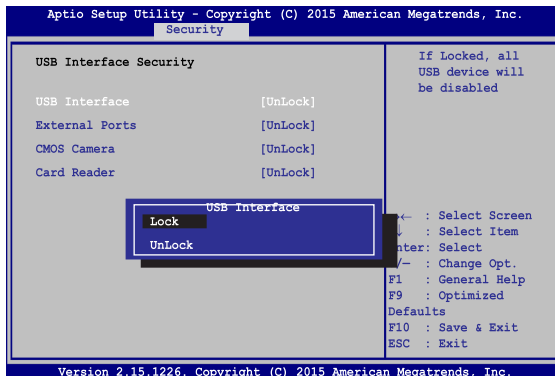 Aptio Setup Utility - Copyright (C) 2015 American Megatrends, Inc.
Security
USB Interface Security
USB Interface [UnLock]
External Ports [UnLock]
CMOS Camera [UnLock]
Card Reader [UnLock]
USB Interface
Lock
UnLock
If Locked, all
USB device will
be disabled
→← : Select Screen
↓ : Select Item
nter: Select
/— : Change Opt.
F1 : General Help
F9 : Optimized
Defaults
F10 : Save & Exit
ESC : Exit
Version 2.15.1226. Copyright (C) 2015 American Megatrends, Inc.